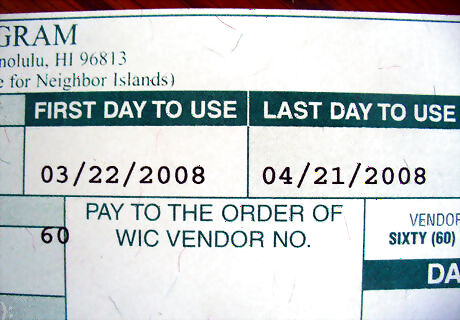 GRAM
nolulu, HI 96813
e for Neighbor Islands)
FIRST DAY TO USE LAST DAY TO USE
03/22/2008 04/21/2008
60
PAY TO THE ORDER OF
WIC VENDOR NO.
VENDOR
SIXTY (60)
DA